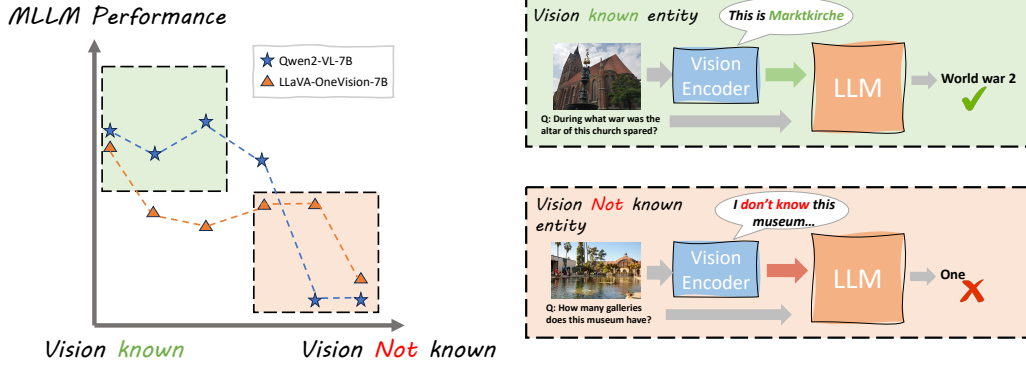 MLLM Performance
Qwen2-VL-7B
LLaVA-OneVision-7B
Vision known
Vision Not known
Vision known entity
This is Marktkirche
Vision
Encoder
LLM
World war 2
Q: During what war was the
altar of this church spared?
Vision Not known
entity
I don't know this
museum...
Vision
Encoder
LLM
One
Q: How many galleries
does this museum have?